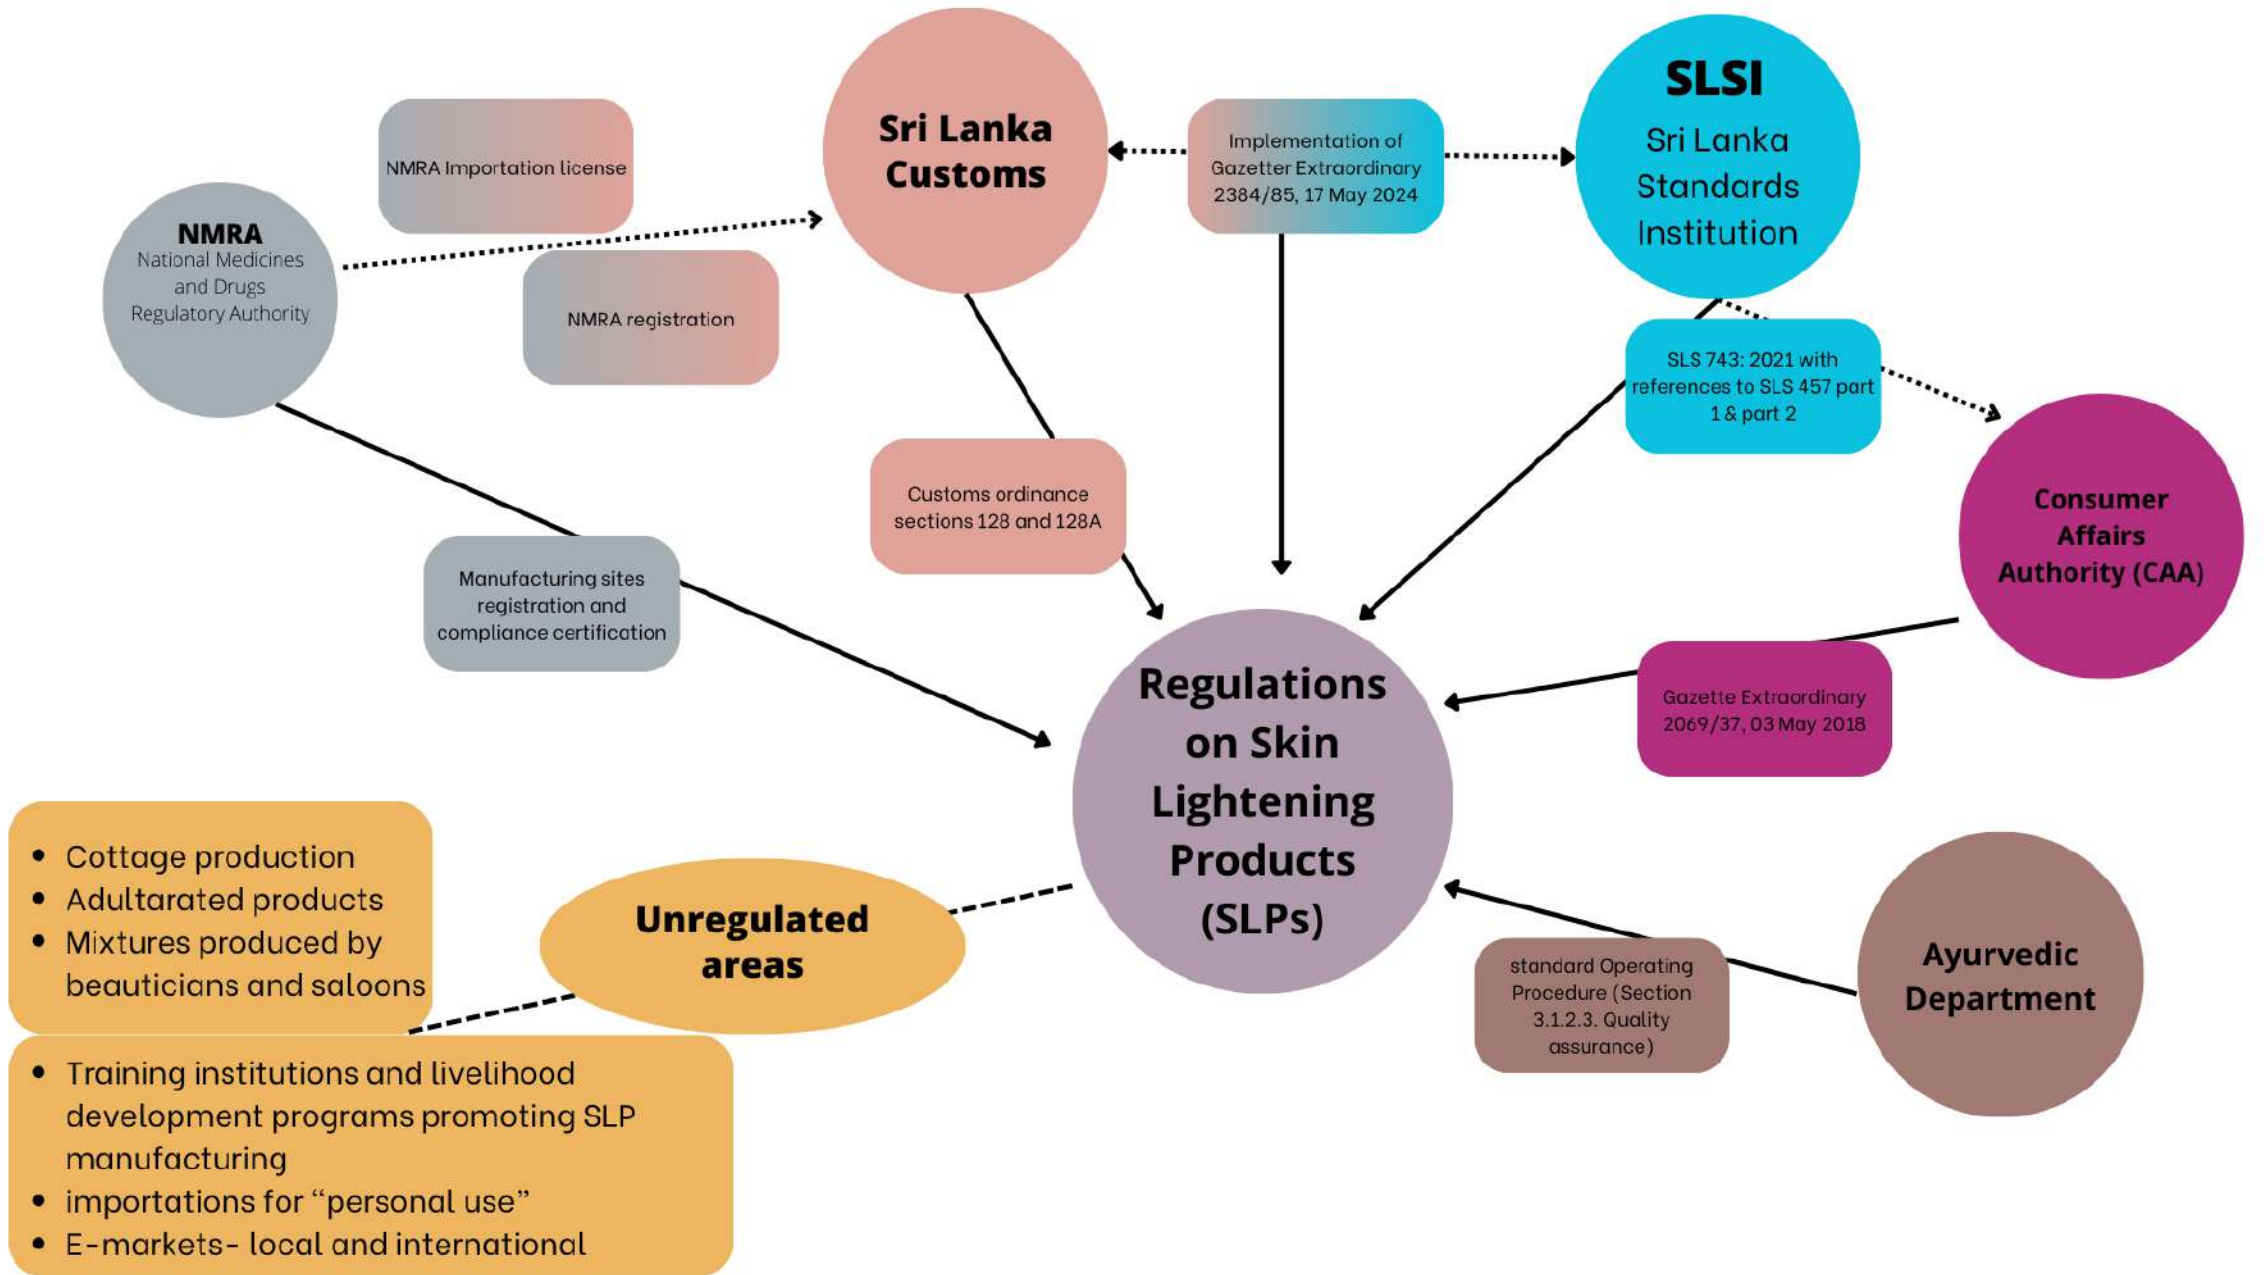 NMRA
National Medicines
and Drugs
Regulatory Authority
NMRA Importation license
NMRA registration
Sri Lanka
Customs
Implementation of
Gazetter Extraordinary
2384/85, 17 May 2024
SLSI
Sri Lanka
Standards
Institution
SLS 743: 2021 with
references to SLS 457 part
1 & part 2
Consumer
Affairs
Authority (CAA)
Customs ordinance
sections 128 and 128A
Manufacturing sites
registration and
compliance certification
Gazette Extraordinary
2069/37, 03 May 2018
Regulations
on Skin
Lightening
Products
(SLPs)
Ayurvedic
Department
standard Operating
Procedure (Section
3.1.2.3. Quality
assurance)
Unregulated
areas
• Cottage production
• Adultarated products
• Mixtures produced by
beauticians and saloons
• Training institutions and livelihood
development programs promoting SLP
manufacturing
• importations for “personal use”
• E-markets- local and international